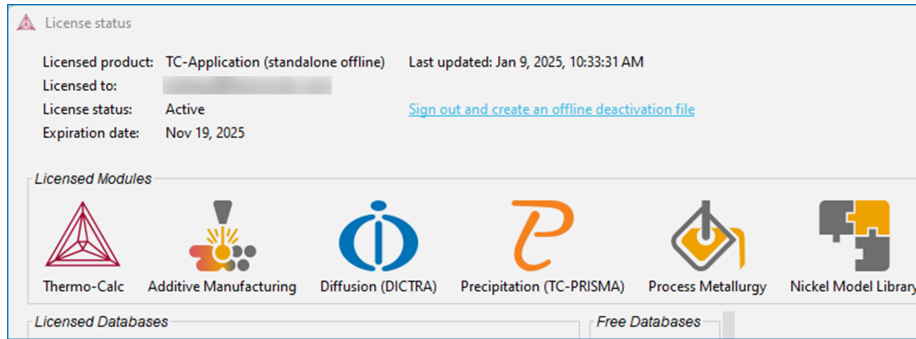 License status
Licensed product: TC-Application (standalone offline) Last updated: Jan 9, 2025, 10:33:31 AM
Licensed to:
License status: Active Sign out and create an offline deactivation file
Expiration date: Nov 19, 2025
Licensed Modules
Thermo-Calc Additive Manufacturing Diffusion (DICTRA) Precipitation (TC-PRISMA) Process Metallurgy Nickel Model Library
Licensed Databases Free Databases